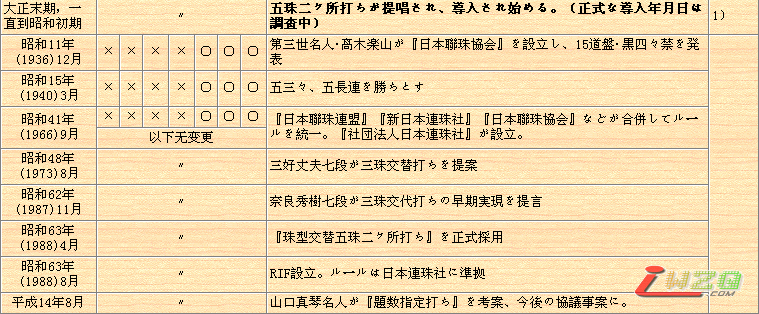 大正末期，一
直到昭和初期
〃
五珠二ヶ所打ちが提唱され、導入され始める。（正式な導入年月日は
調査中）
1）
昭和11年
(1936)12月
× × × × ○ ○ ○
第三世名人･高木楽山が『日本聯珠協会』を設立し、15道盤･黒四々禁を発
表
昭和15年
(1940)3月
× × × × ○ ○ ○
五三々、五長連を勝ちとす
昭和41年
(1966)9月
× × × × ○ ○ ○
以下无变更
『日本聯珠連盟』『新日本連珠社』『日本聯珠協会』などが合併してルー
ルを統一。『社団法人日本連珠社』が設立。
昭和48年
(1973)8月
〃
三好丈夫七段が三珠交替打ちを提案
昭和62年
(1987)11月
〃
奈良秀樹七段が三珠交代打ちの早期実現を提言
昭和63年
(1988)4月
〃
『珠型交替五珠二ヶ所打ち』を正式採用
昭和63年
(1988)8月
〃
RIF設立。ルールは日本連珠社に準拠
平成14年8月
〃
山口真琴名人が『題数指定打ち』を考案、今後の協議事案に。
iWZQ
.COM